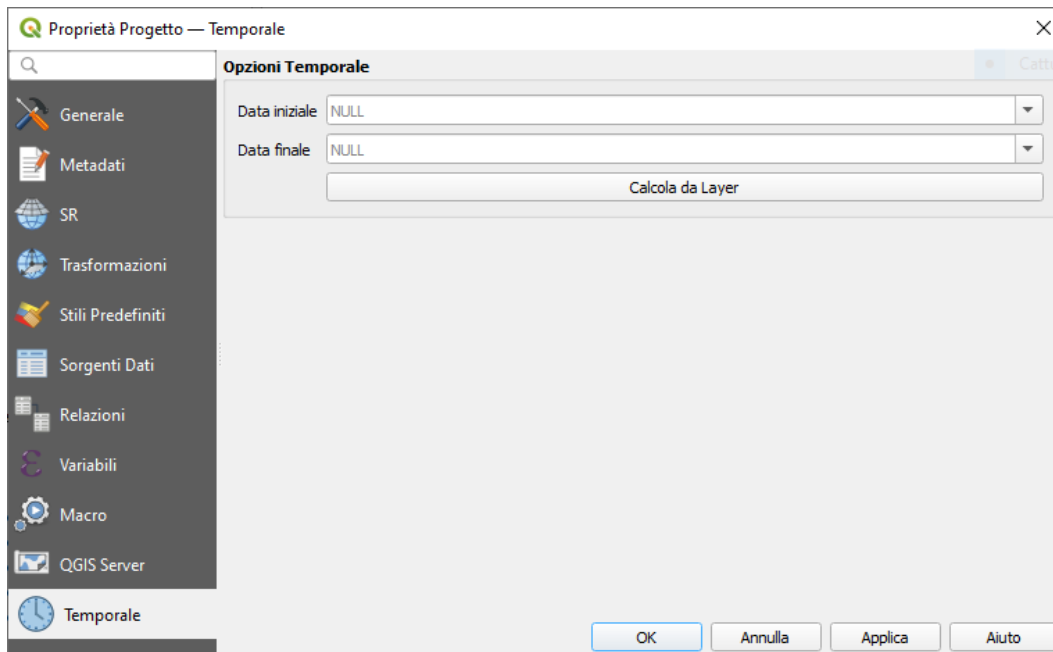 Proprietà Progetto — Temporale
Opzioni Temporale
Data iniziale NULL
Data finale NULL
Calcola da Layer
Generale
Metadati
SR
Trasformazioni
Stili Predefiniti
Sorgenti Dati
Relazioni
Variabili
Macro
QGIS Server
Temporale
OK Annulla Applica Aiuto